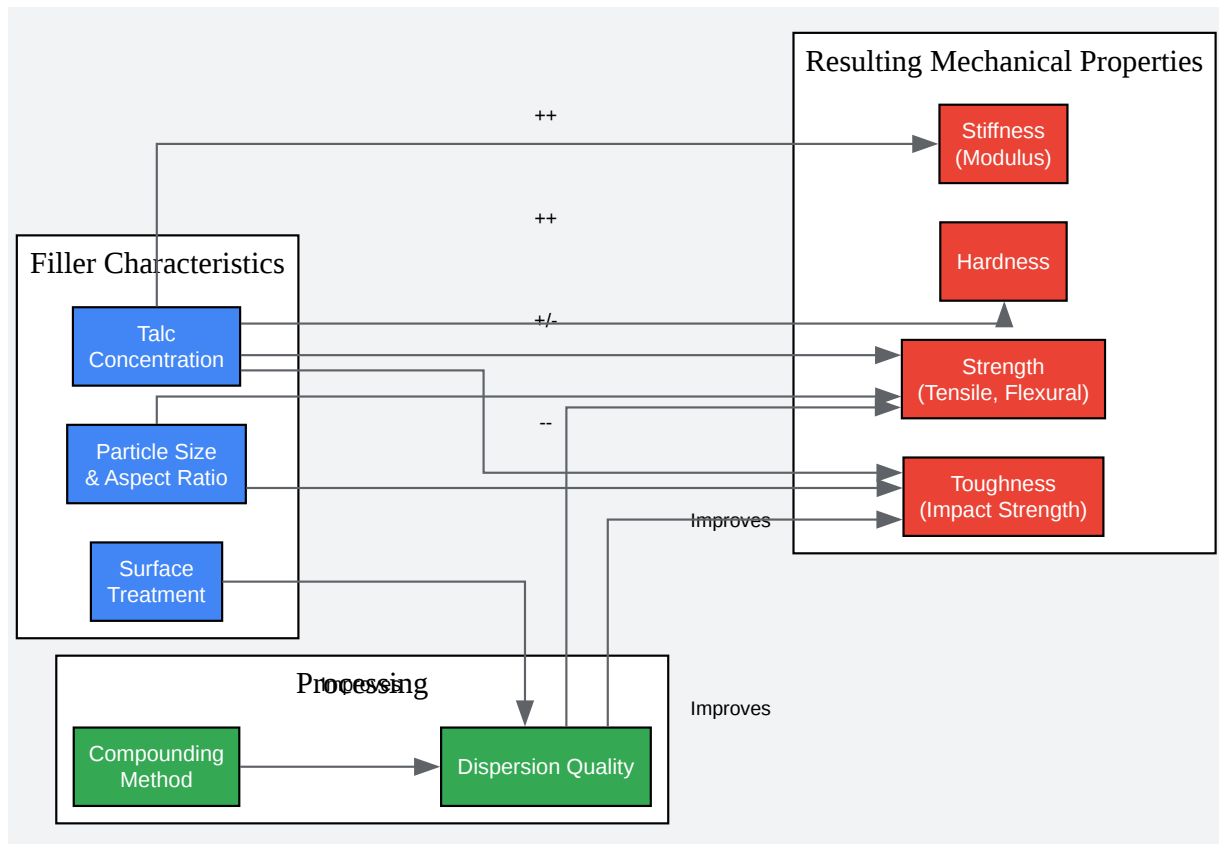 Resulting Mechanical Properties
++
Stiffness
(Modulus)
++
Hardness
Filler Characteristics
Talc
Concentration
+/-
Strength
(Tensile, Flexural)
Particle Size
& Aspect Ratio
--
Toughness
(Impact Strength)
Improves
Surface
Treatment
Processing
Improves
Improves
Compounding
Method
Dispersion Quality